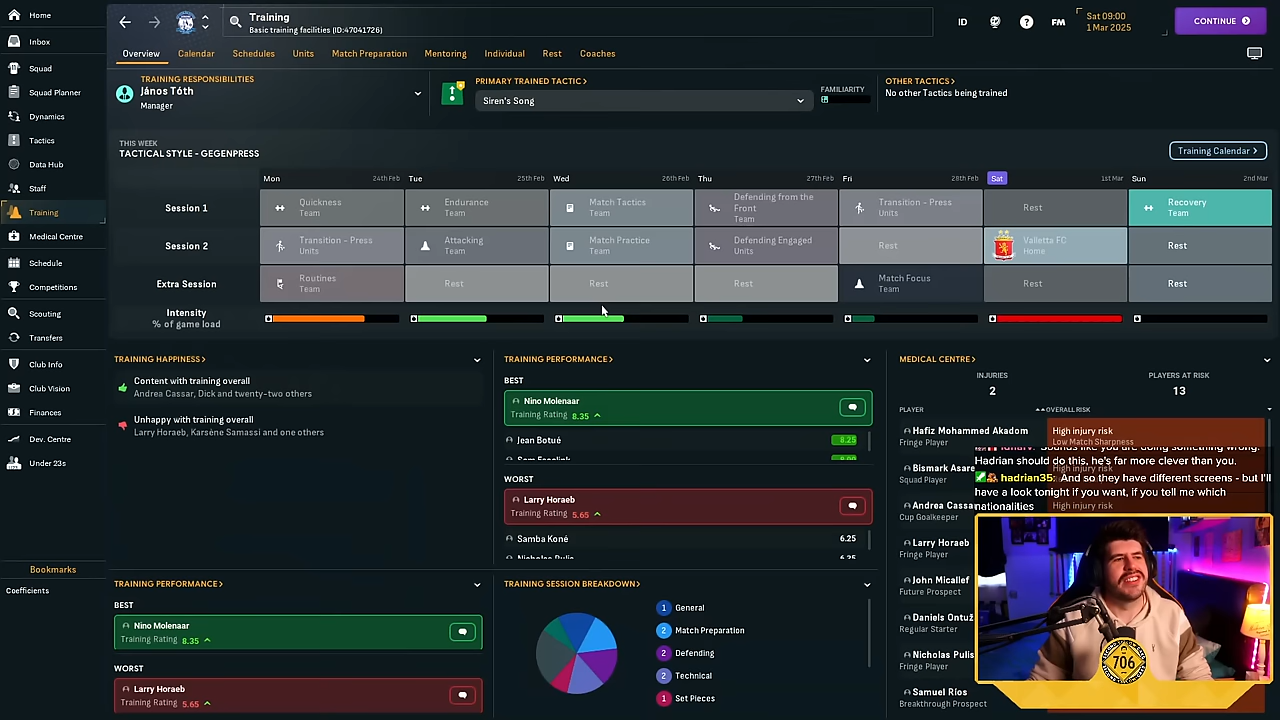 Home
Inbox
Squad
Squad Planner
Dynamics
Tactics
Data Hub
Staff
Training
Medical Centre
Schedule
Competitions
Scouting
Transfers
Club Info
Club Vision
Finances
Dev. Centre
Under 23s
Bookmarks
Coefficients
Training
Basic training facilities (ID:47041726)
ID
FM
Sat 09:00
1 Mar 2025
CONTINUE
Overview
Calendar
Schedules
Units
Match Preparation
Mentoring
Individual
Rest
Coaches
TRAINING RESPONSIBILITIES
János Tóth
Manager
PRIMARY TRAINED TACTIC >
Siren's Song
FAMILIARITY
OTHER TACTICS >
No other Tactics being trained
THIS WEEK
TACTICAL STYLE - GEGENPRESS
Training Calendar >
Mon 24th Feb
Tue 25th Feb
Wed 26th Feb
Thu 27th Feb
Fri 28th Feb
Sat 1st Mar
Sun 2nd Mar
Session 1
Quickness
Team
Endurance
Team
Match Tactics
Team
Defending from the
Front
Team
Transition - Press
Units
Rest
Recovery
Team
Session 2
Transition - Press
Units
Attacking
Team
Match Practice
Team
Defending Engaged
Units
Rest
Valletta FC
Home
Rest
Extra Session
Routines
Team
Rest
Rest
Rest
Match Focus
Team
Rest
Rest
Intensity
% of game load
TRAINING HAPPINESS >
Content with training overall
Andrea Cassar, Dick and twenty-two others
Unhappy with training overall
Larry Horaeb, Karsène Samassi and one others
TRAINING PERFORMANCE >
BEST
Nino Molenaar
Training Rating 8.35
WORST
Larry Horaeb
Training Rating 5.65
TRAINING PERFORMANCE >
BEST
Nino Molenaar
Training Rating 8.35
Jean Botué
8.25
WORST
Larry Horaeb
Training Rating 5.65
Samba Koné
6.25
TRAINING SESSION BREAKDOWN >
1 General
2 Match Preparation
2 Defending
2 Technical
1 Set Pieces
MEDICAL CENTRE >
INJURIES
2
PLAYERS AT RISK
13
PLAYER
OVERALL RISK
Hafiz Mohammed Akadom
Fringe Player
High injury risk
Low Match Sharpness
Bismark Asare
Squad Player
High injury risk
Andrea Cassar
Cup Goalkeeper
High injury risk
Larry Horaeb
Fringe Player
John Micallef
Future Prospect
Daniels Ontuž
Regular Starter
Nicholas Pulis
Fringe Player
Samuel Ríos
Breakthrough Prospect
Hadrian should do this, he's far more clever than you.
hadrian35: And so they have different screens - but I'll
have a look tonight if you want, if you tell me which
nationalities
706